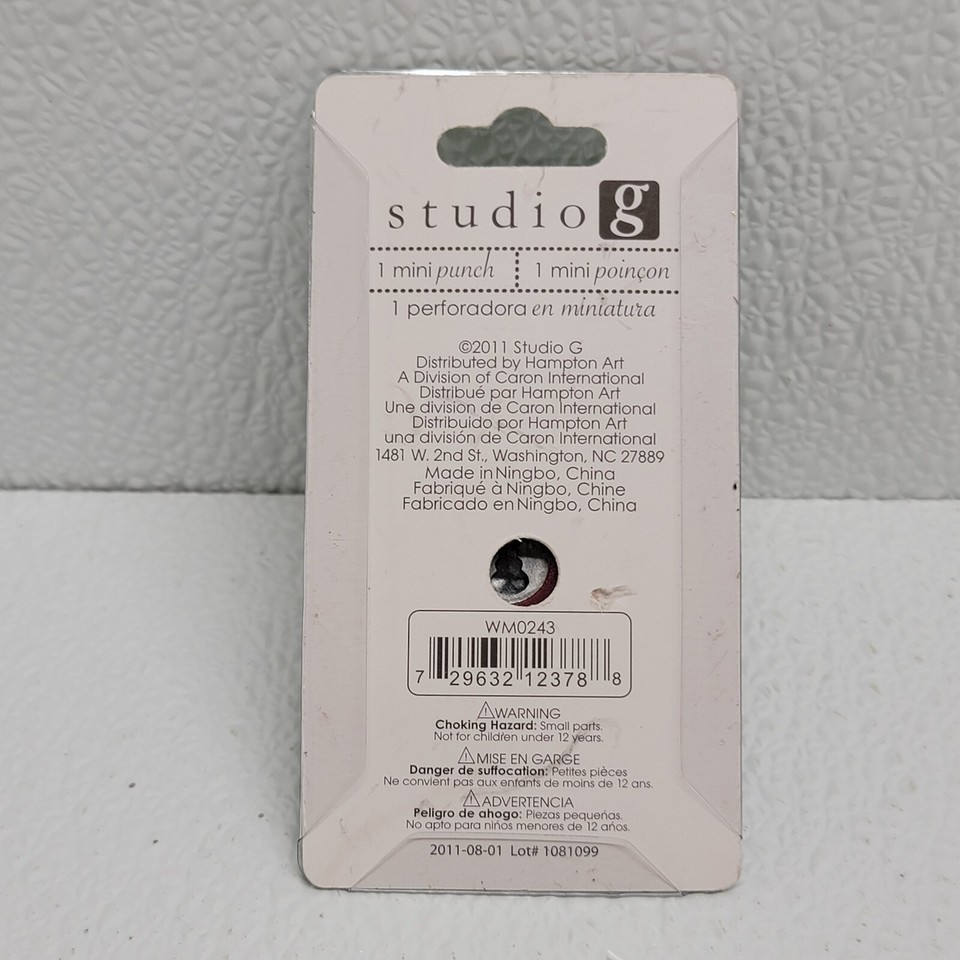 studio g
1 mini punch 1 mini poinçon
1 perforadora en miniatura
©2011 Studio G
Distributed by Hampton Art
A Division of Caron International
Distribué par Hampton Art
Une division de Caron International
Distribuido por Hampton Art
una división de Caron International
1481 W. 2nd St., Washington, NC 27889
Made in Ningbo, China
Fabriqué à Ningbo, Chine
Fabricado en Ningbo, China
WM0243
7 29632 12378 8
⚠WARNING
Choking Hazard: Small parts.
Not for children under 12 years.
⚠MISE EN GARGE
Danger de suffocation: Petites pièces
Ne convient pas aux enfants de moins de 12 ans.
⚠ADVERTENCIA
Peligro de ahogo: Piezas pequeñas.
No apto para niños menores de 12 años.
2011-08-01 Lot# 1081099